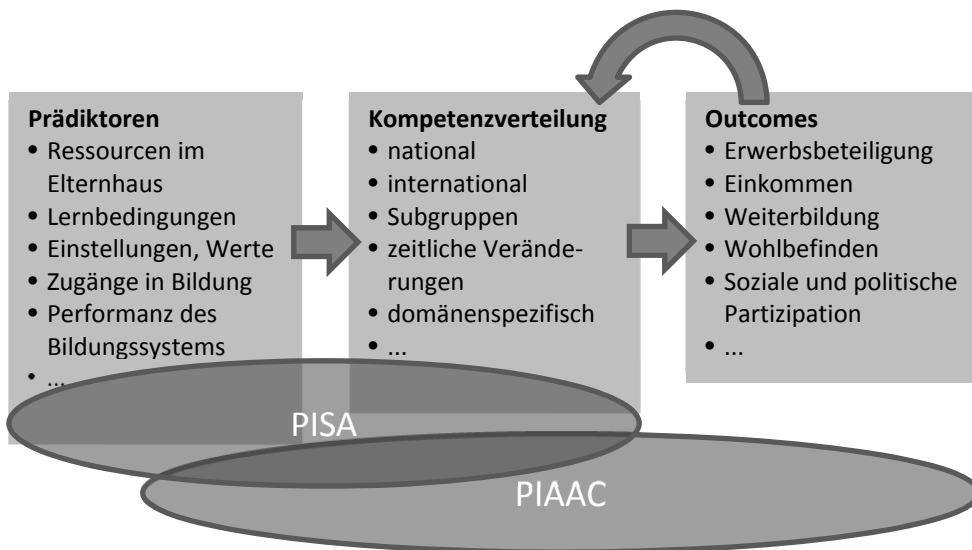 Prädiktoren
• Ressourcen im
Elternhaus
• Lernbedingungen
• Einstellungen, Werte
• Zugänge in Bildung
• Performanz des
Bildungssystems
• ...
Kompetenzverteilung
• national
• international
• Subgruppen
• zeitliche Verände-
rungen
• domänenspezifisch
• ...
Outcomes
• Erwerbsbeteiligung
• Einkommen
• Weiterbildung
• Wohlbefinden
• Soziale und politische
Partizipation
• ...
PISA
PIAAC